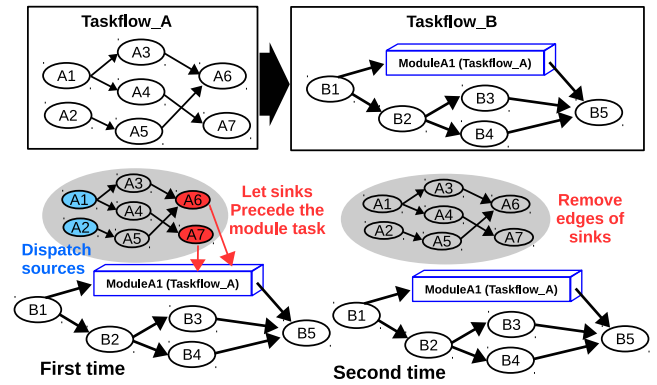 Taskflow_A
A1
A2
A3
A4
A5
A6
A7
Taskflow_B
ModuleA1 (Taskflow_A)
B1
B2
B3
B4
B5
A1
A2
A3
A4
A5
A6
A7
Let sinks
Precede the
module task
Dispatch
sources
ModuleA1 (Taskflow_A)
B1
B2
B3
B4
B5
First time
A1
A2
A3
A4
A5
A6
A7
Remove
edges of
sinks
ModuleA1 (Taskflow_A)
B1
B2
B3
B4
B5
Second time